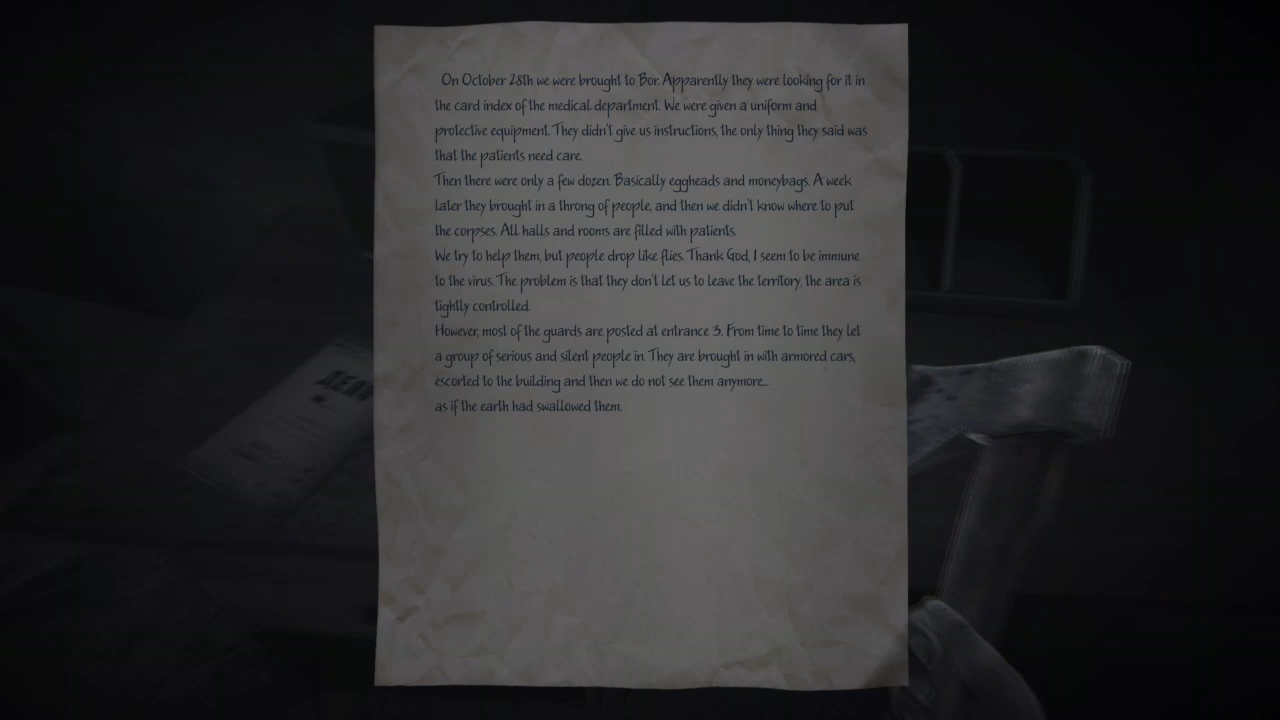 On October 28th we were brought to Bor. Apparently they were looking for it in
the card index of the medical department. We were given a uniform and
protective equipment. They didn't give us instructions, the only thing they said was
that the patients need care.
Then there were only a few dozen. Basically eggheads and moneybags. A week
later they brought in a throng of people, and then we didn't know where to put
the corpses. All halls and rooms are filled with patients.
We try to help them, but people drop like flies. Thank God, I seem to be immune
to the virus. The problem is that they don't let us to leave the territory, the area is
tightly controlled.
However, most of the guards are posted at entrance 3. From time to time they let
a group of serious and silent people in. They are brought in with armored cars,
escorted to the building and then we do not see them anymore...
as if the earth had swallowed them.